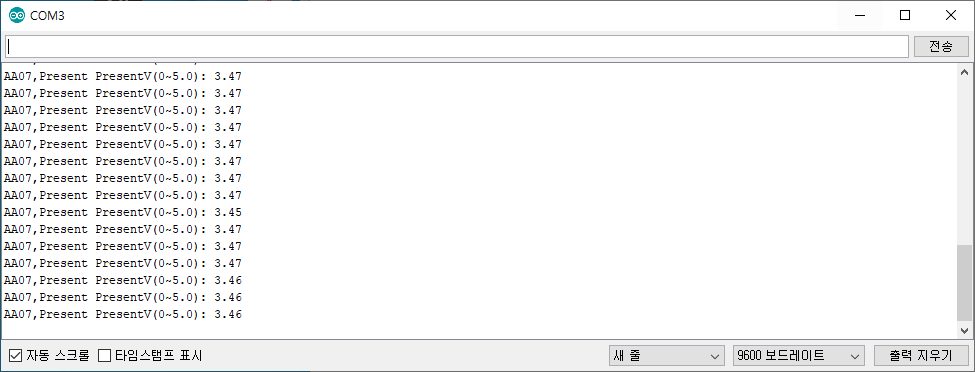 COM3
전송
AA07,Present PresentV(0~5.0): 3.47
AA07,Present PresentV(0~5.0): 3.47
AA07,Present PresentV(0~5.0): 3.47
AA07,Present PresentV(0~5.0): 3.47
AA07,Present PresentV(0~5.0): 3.47
AA07,Present PresentV(0~5.0): 3.47
AA07,Present PresentV(0~5.0): 3.47
AA07,Present PresentV(0~5.0): 3.47
AA07,Present PresentV(0~5.0): 3.45
AA07,Present PresentV(0~5.0): 3.47
AA07,Present PresentV(0~5.0): 3.47
AA07,Present PresentV(0~5.0): 3.47
AA07,Present PresentV(0~5.0): 3.46
AA07,Present PresentV(0~5.0): 3.46
AA07,Present PresentV(0~5.0): 3.46
자동 스크롤 타임스탬프 표시 새 줄 9600 보드레이트 출력 지우기